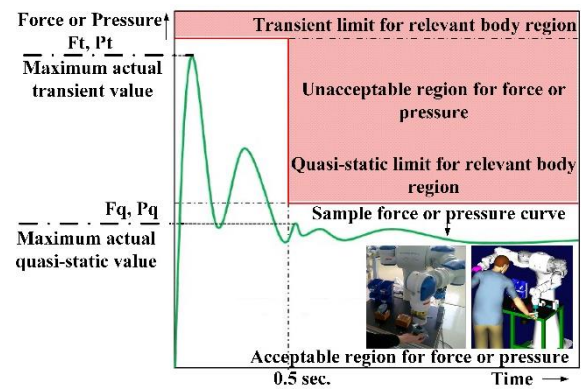 Force or Pressure
Ft, Pt
Maximum actual
transient value
Transient limit for relevant body region
Unacceptable region for force or
pressure
Quasi-static limit for relevant body
region
Fq, Pq
Maximum actual
quasi-static value
Sample force or pressure curve
Acceptable region for force or pressure
0.5 sec.
Time